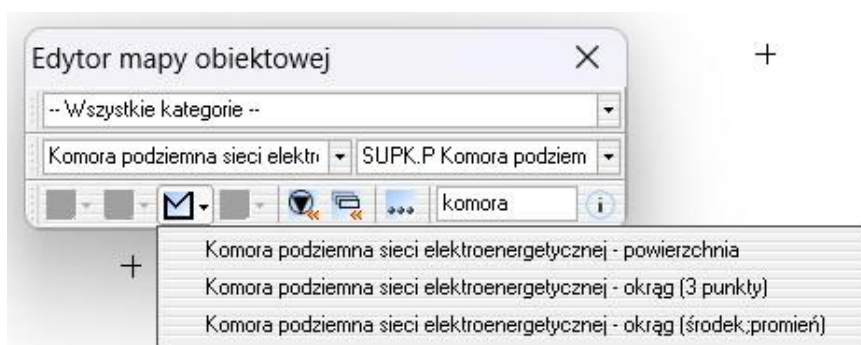 Edytor mapy obiektowej
-- Wszystkie kategorie --
Komora podziemna sieci elektr SUPK.P Komora podziem
komora
Komora podziemna sieci elektroenergetycznej - powierzchnia
Komora podziemna sieci elektroenergetycznej - okrąg (3 punkty)
Komora podziemna sieci elektroenergetycznej - okrąg (środek;promień)